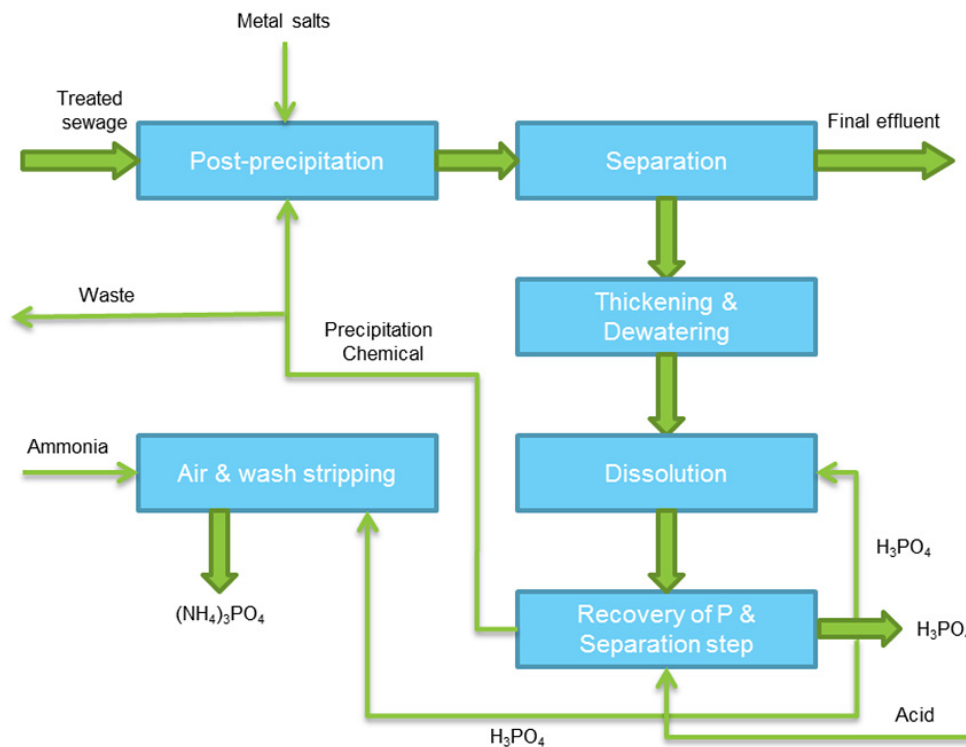 Metal salts
Treated
sewage
Post-precipitation
Separation
Final effluent
Waste
Precipitation
Chemical
Thickening &
Dewatering
Ammonia
Air & wash stripping
Dissolution
H₃PO₄
(NH₄)₃PO₄
Recovery of P &
Separation step
H₃PO₄
H₃PO₄
Acid